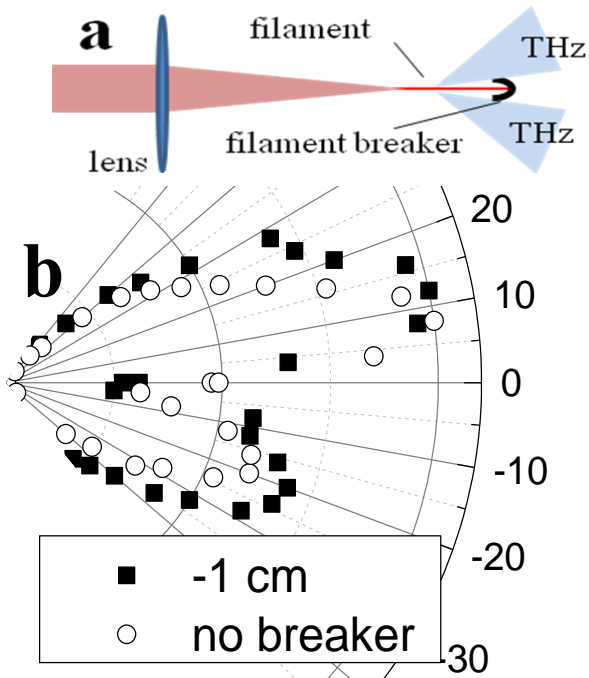 a
filament
THz
THz
filament breaker
lens
b
20
10
0
-10
-20
-30
-1 cm
no breaker